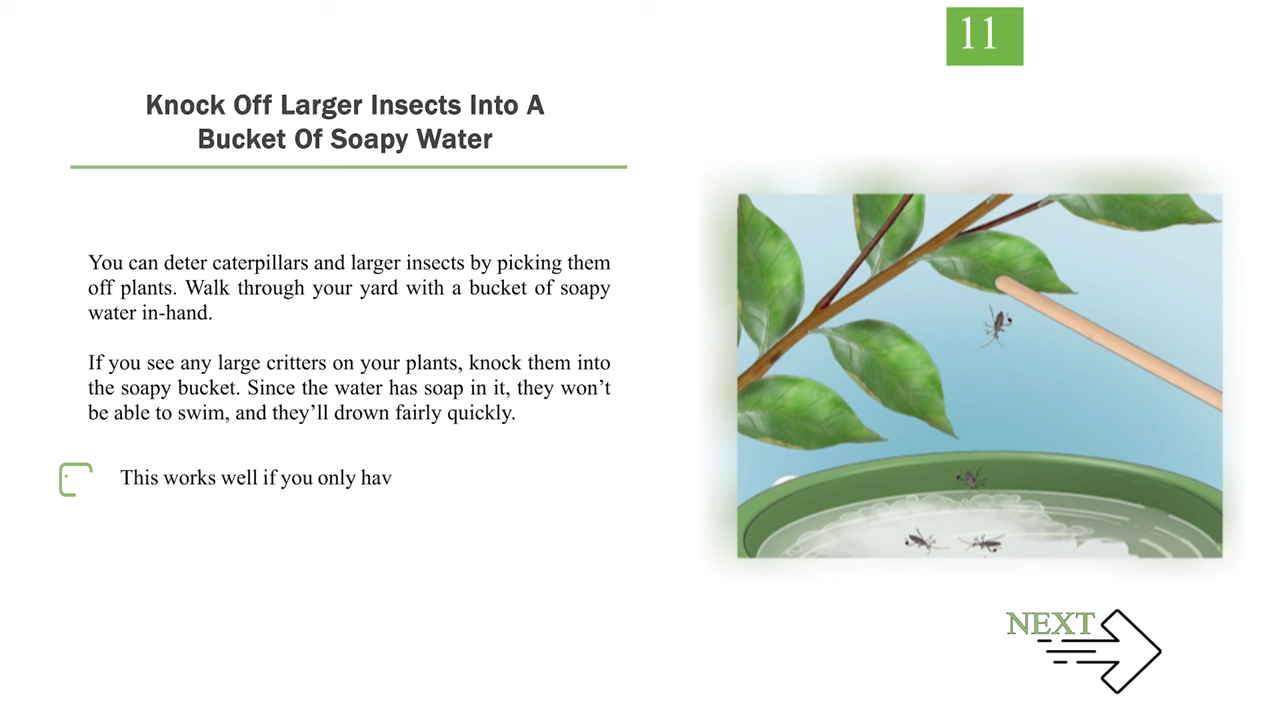 11
Knock Off Larger Insects Into A
Bucket Of Soapy Water
You can deter caterpillars and larger insects by picking them
off plants. Walk through your yard with a bucket of soapy
water in-hand.
If you see any large critters on your plants, knock them into
the soapy bucket. Since the water has soap in it, they won’t
be able to swim, and they’ll drown fairly quickly.
This works well if you only hav
NEXT